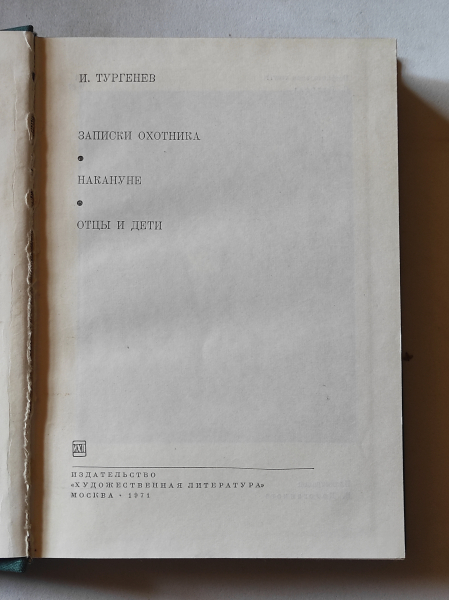 И. ТУРГЕНЕВ
ЗАПИСКИ ОХОТНИКА
•
НАКАНУНЕ
•
ОТЦЫ И ДЕТИ
ИЗДАТЕЛЬСТВО
«ХУДОЖЕСТВЕННАЯ ЛИТЕРАТУРА»
МОСКВА • 1971